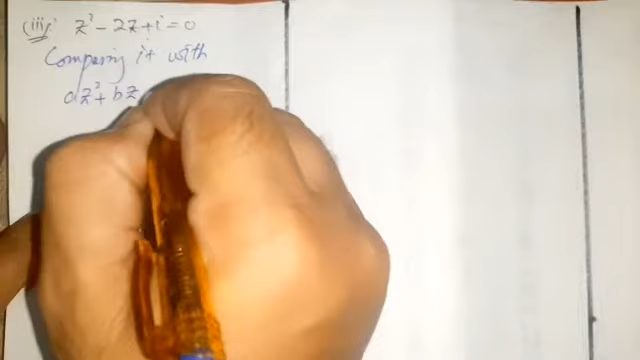 (iii) z² - 2z + i = 0
Comparing it with
az² + bz